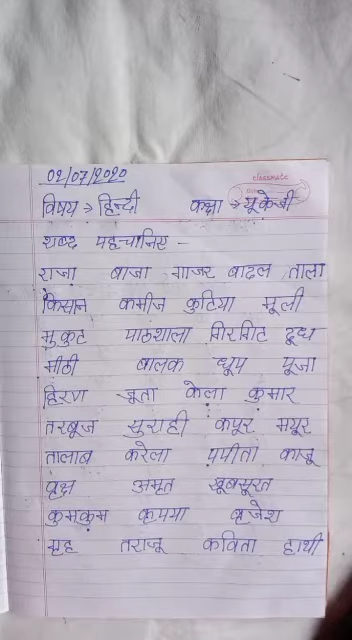 classmate
02/07/2020
विषय → हिन्दी कक्षा → यूकेजी
शब्द पहचानिए -
राजा बाजा गाजर बादल ताला
किसान कमीज कुटिया मूली
मुकुट पाठशाला गिरगिट दूध
मीठी बालक धूप पूजा
हिरण जूता केला कुमार
तरबूज सुराही कपूर मयूर
तालाब करेला पपीता काजू
वृक्ष अमृत खूबसूरत
कुमकुम कृपया बृजेश
गृह तराजू कविता हाथी